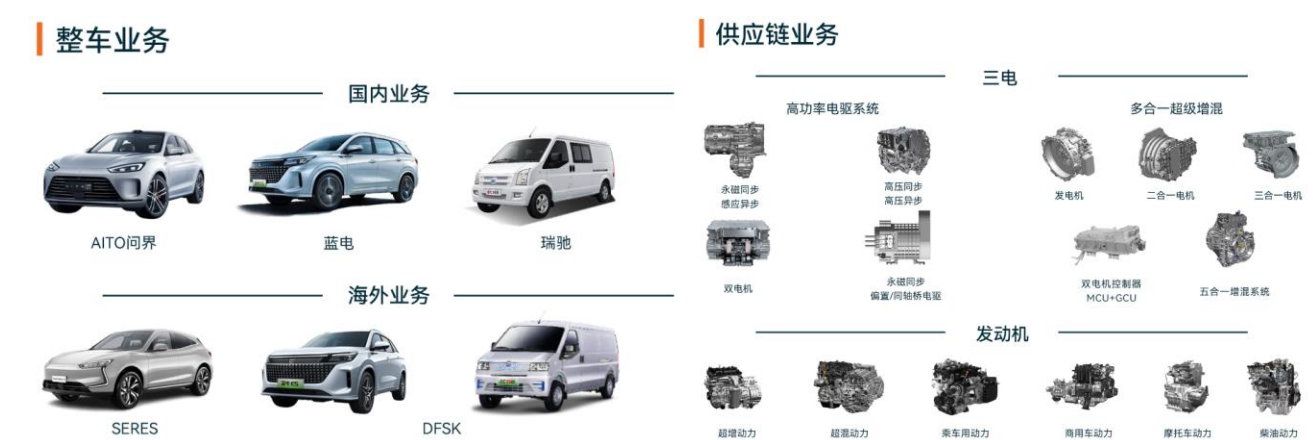 整车业务
国内业务
AITO问界
蓝电
瑞驰
海外业务
SERES
DFSK
供应链业务
三电
高功率电驱系统
多合一超级增混
永磁同步
感应异步
高压同步
高压异步
发电机
二合一电机
三合一电机
双电机
永磁同步
偏置/同轴桥电驱
双电机控制器
MCU+GCU
五合一增混系统
发动机
超增动力
超混动力
乘车用动力
商用车动力
摩托车动力
柴油动力